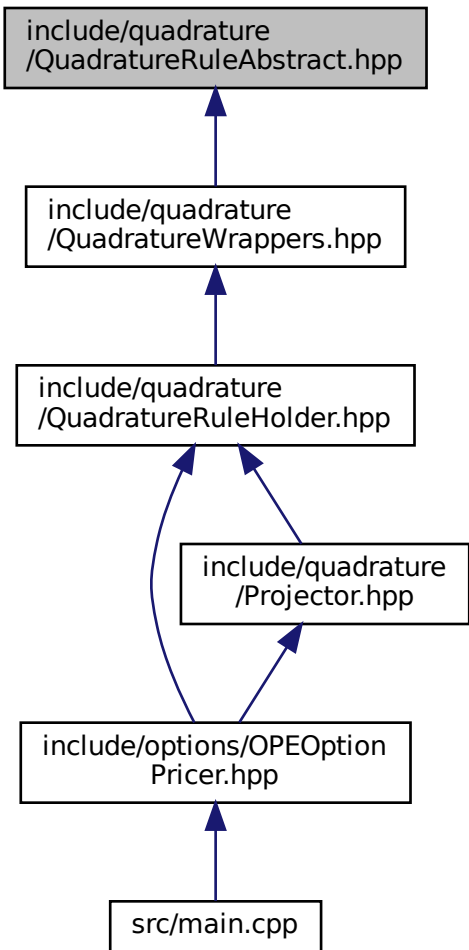 include/quadrature
/QuadratureRuleAbstract.hpp
include/quadrature
/QuadratureWrappers.hpp
include/quadrature
/QuadratureRuleHolder.hpp
include/quadrature
/Projector.hpp
include/options/OPEOption
Pricer.hpp
src/main.cpp